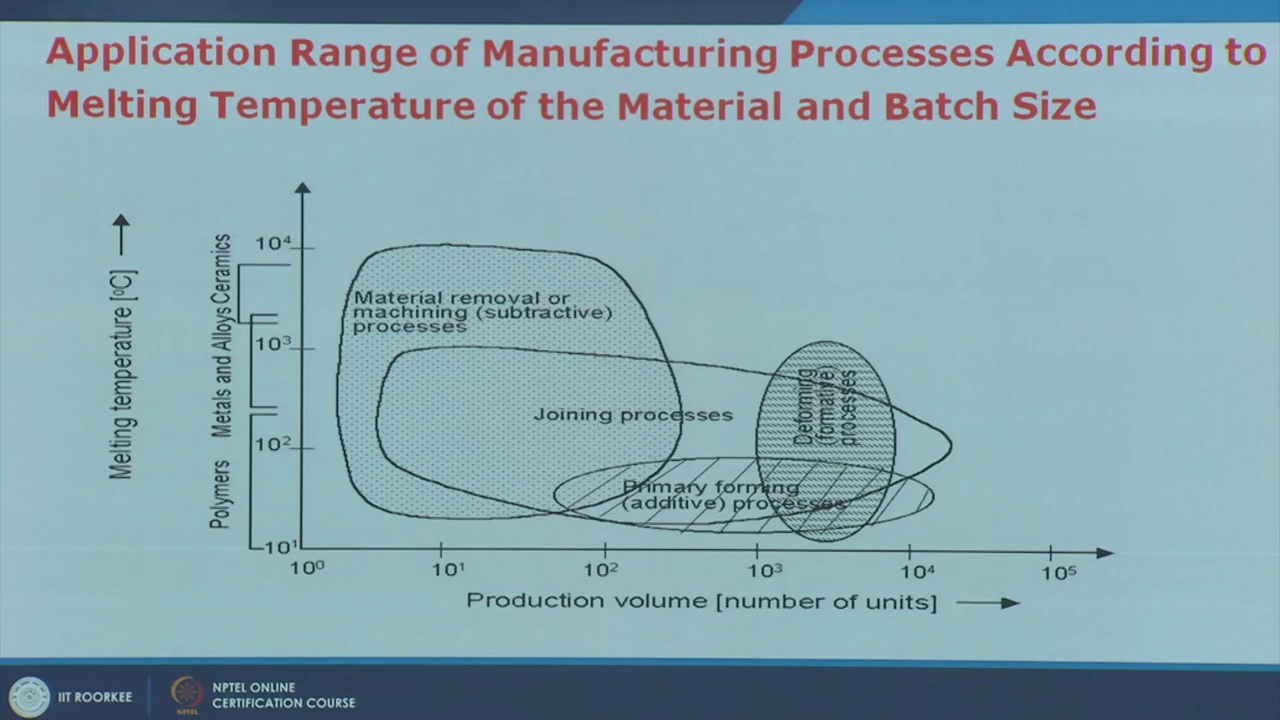 Application Range of Manufacturing Processes According to
Melting Temperature of the Material and Batch Size
Melting temperature [⁰C]
Polymers Metals and Alloys Ceramics
10⁴
10³
10²
10¹
Material removal or
machining (subtractive)
processes
Joining processes
Deforming
(formative)
processes
Primary forming
(additive) processes
10⁰ 10¹ 10² 10³ 10⁴ 10⁵
Production volume [number of units]
IIT ROORKEE
NPTEL
NPTEL ONLINE
CERTIFICATION COURSE